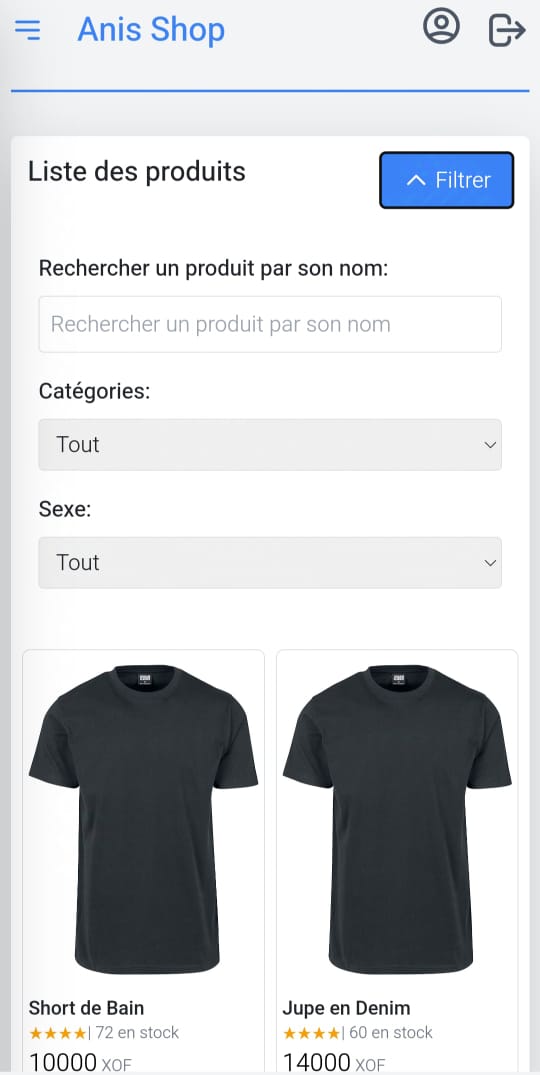 Anis Shop
Liste des produits
Filtrer
Rechercher un produit par son nom:
Rechercher un produit par son nom
Catégories:
Tout
Sexe:
Tout
Short de Bain
★★★★| 72 en stock
10000 XOF
Jupe en Denim
★★★★| 60 en stock
14000 XOF